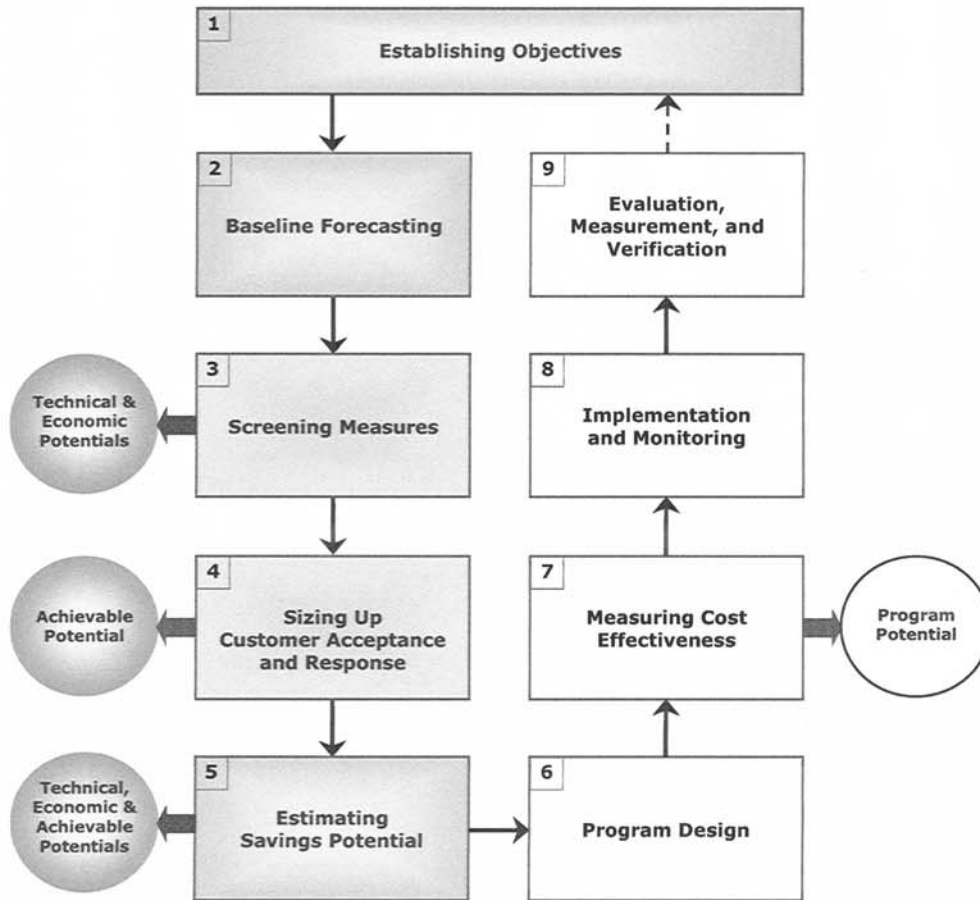 1
Establishing Objectives
2
Baseline Forecasting
3
Screening Measures
Technical &
Economic
Potentials
4
Sizing Up
Customer Acceptance
and Response
Achievable
Potential
5
Estimating
Savings Potential
Technical,
Economic &
Achievable
Potentials
6
Program Design
7
Measuring Cost
Effectiveness
Program
Potential
8
Implementation
and Monitoring
9
Evaluation,
Measurement, and
Verification